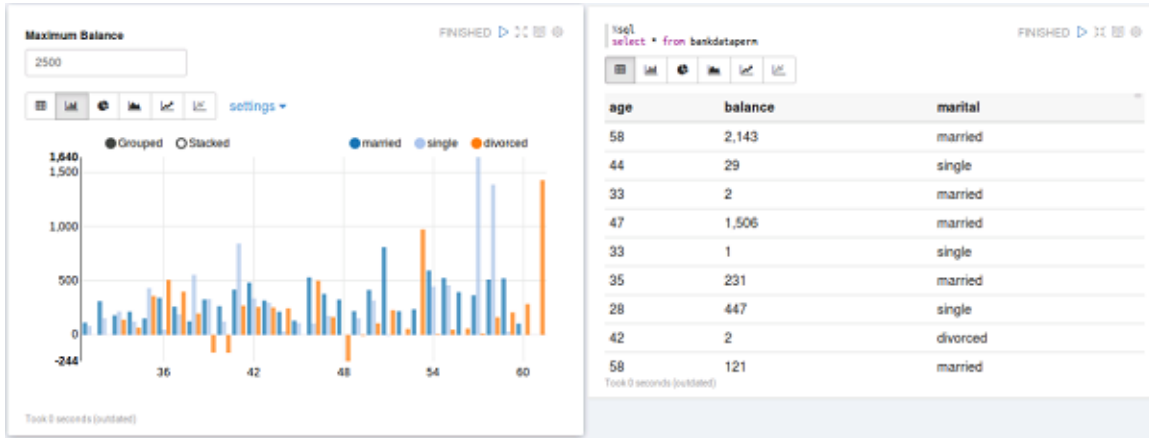 Maximum Balance
FINISHED
2500
settings
Grouped Stacked married single divorced
1,640
1,500
1,000
500
0
-244
36 42 48 54 60
Took 0 seconds (outdated)
%sql
FINISHED
select * from bankdataperm
age balance marital
58 2,143 married
44 29 single
33 2 married
47 1,506 married
33 1 single
35 231 married
28 447 single
42 2 divorced
58 121 married
Took 0 seconds (outdated)